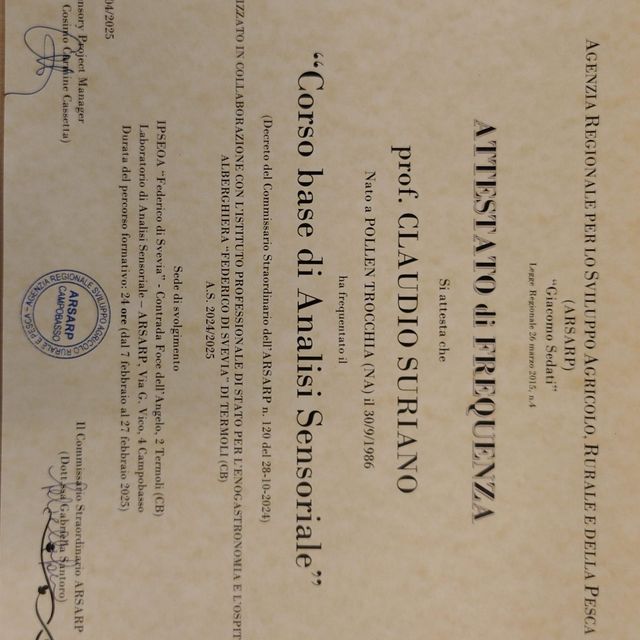 AGENZIA REGIONALE PER LO SVILUPPO AGRICOLO, RURALE E DELLA PESCA
(ARSARP)
“Giacomo Sedati”
Legge Regionale 26 marzo 2015, n.4
ATTESTATO di FREQUENZA
Si attesta che
prof. CLAUDIO SURIANO
Nato a POLLEN TROCCHIA (NA) il 30/9/1986
ha frequentato il
“Corso base di Analisi Sensoriale”
(Decreto del Commissario Straordinario dell'ARSARP n. 120 del 28-10-2024)
IZZATO IN COLLABORAZIONE CON L'ISTITUTO PROFESSIONALE DI STATO PER L'ENOGASTRONOMIA E L'OSPIT
ALBERGHIERA “FEDERICO DI SVEVIA” DI TERMOLI (CB)
A.S. 2024/2025
Sede di svolgimento
IPSEOA “Federico di Svevia” - Contrada Foce dell'Angelo, 2 Termoli (CB)
Laboratorio di Analisi Sensoriale – ARSARP, Via G. Vico, 4 Campobasso
Durata del percorso formativo: 24 ore (dal 7 febbraio al 27 febbraio 2025)
04/2025
nsory Project Manager
Cosimo Carmine Cassetta)
AGENZIA REGIONALE SVILUPPO AGRICOLO RURALE E PESCA
ARSARP
CAMPOBASSO
Il Commissario Straordinario ARSARP
(Dott.ssa Gabriella Santoro)